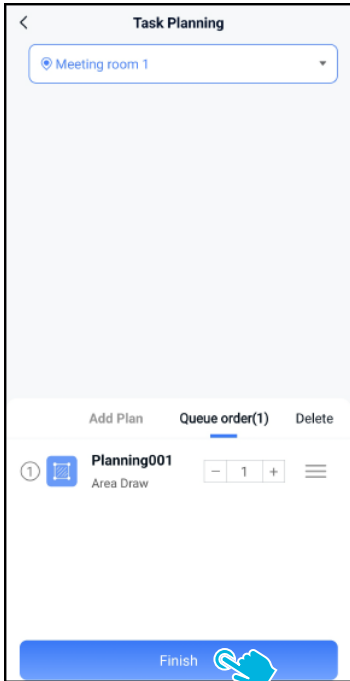 Task Planning
Meeting room 1
Add Plan Queue order(1) Delete
1 Planning001 − 1 +
Area Draw
Finish